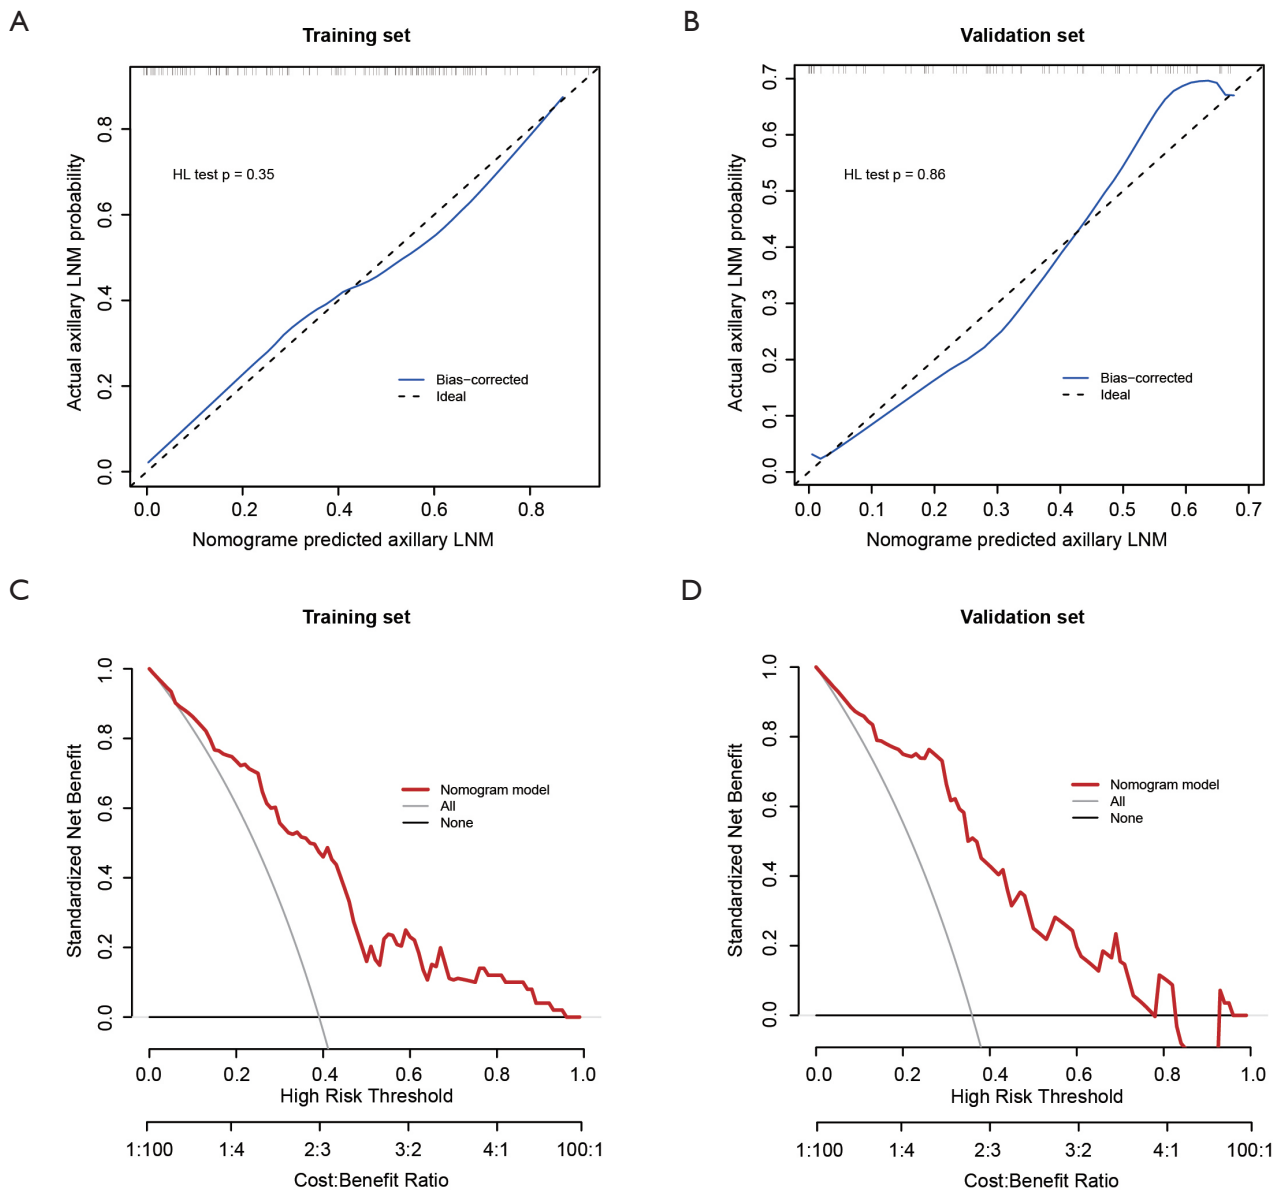 A
Training set
HL test p = 0.35
Bias-corrected
Ideal
Actual axillary LNM probability
0.0
0.2
0.4
0.6
0.8
0.0 0.2 0.4 0.6 0.8
Nomograme predicted axillary LNM
B
Validation set
HL test p = 0.86
Bias-corrected
Ideal
Actual axillary LNM probability
0.0
0.1
0.2
0.3
0.4
0.5
0.6
0.7
0.0 0.1 0.2 0.3 0.4 0.5 0.6 0.7
Nomograme predicted axillary LNM
C
Training set
Nomogram model
All
None
Standardized Net Benefit
0.0
0.2
0.4
0.6
0.8
1.0
0.0 0.2 0.4 0.6 0.8 1.0
High Risk Threshold
1:100 1:4 2:3 3:2 4:1 100:1
Cost:Benefit Ratio
D
Validation set
Nomogram model
All
None
Standardized Net Benefit
0.0
0.2
0.4
0.6
0.8
1.0
0.0 0.2 0.4 0.6 0.8 1.0
High Risk Threshold
1:100 1:4 2:3 3:2 4:1 100:1
Cost:Benefit Ratio